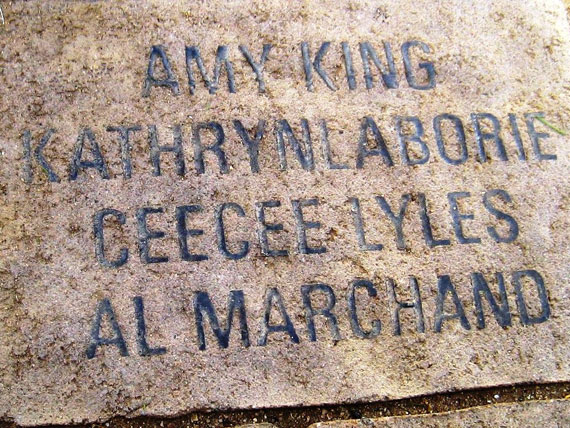 AMY KING
KATHRYNLABORIE
CEECEE LYLES
AL MARCHAND